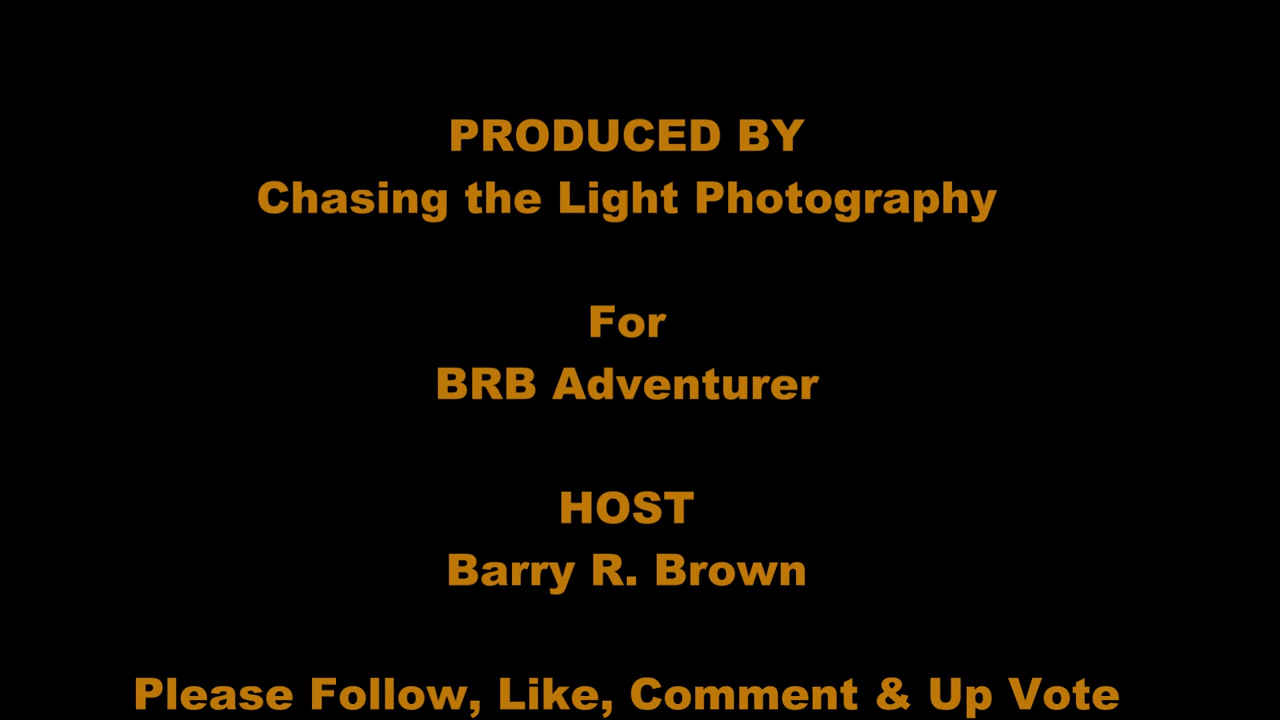 PRODUCED BY
Chasing the Light Photography
For
BRB Adventurer
HOST
Barry R. Brown
Please Follow, Like, Comment & Up Vote